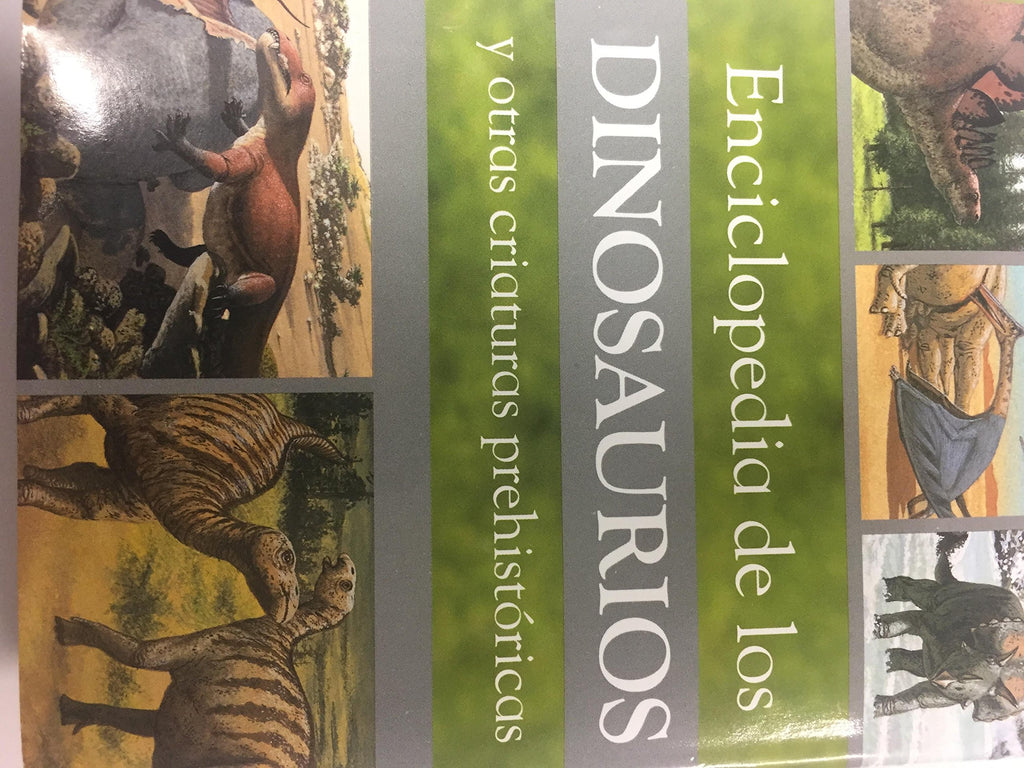 Enciclopedia de los
DINOSAURIOS
y otras criaturas prehistóricas